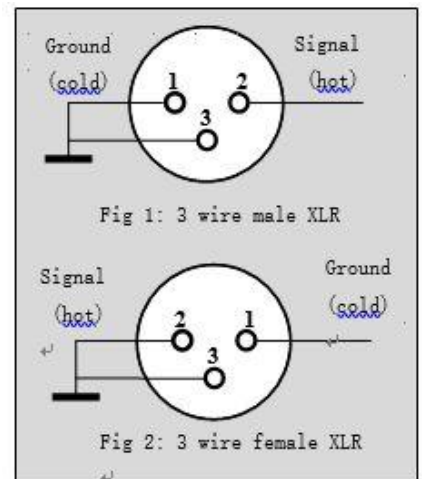 Ground Signal
(cold) (hot)
1 2
3
Fig 1: 3 wire male XLR
Signal Ground
(hot) (cold)
2 1
3
Fig 2: 3 wire female XLR